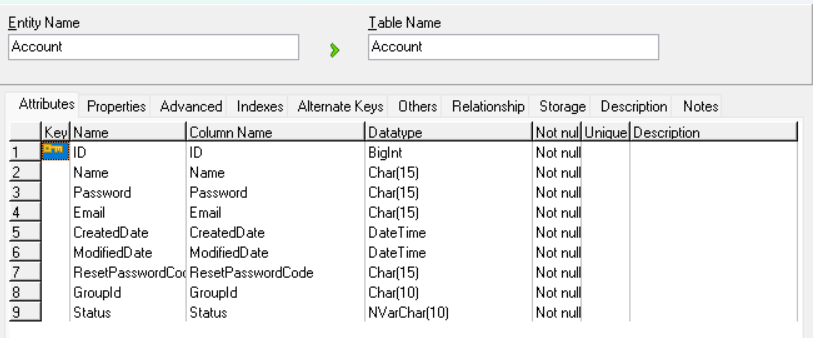 Entity Name Table Name
Account Account
Attributes Properties Advanced Indexes Alternate Keys Others Relationship Storage Description Notes
Key Name Column Name Datatype Not nul Unique Description
1 ID ID BigInt Not null
2 Name Name Char(15) Not null
3 Password Password Char(15) Not null
4 Email Email Char(15) Not null
5 CreatedDate CreatedDate DateTime Not null
6 ModifiedDate ModifiedDate DateTime Not null
7 ResetPasswordCod ResetPasswordCode Char(15) Not null
8 GroupId GroupId Char(10) Not null
9 Status Status NVarChar(10) Not null